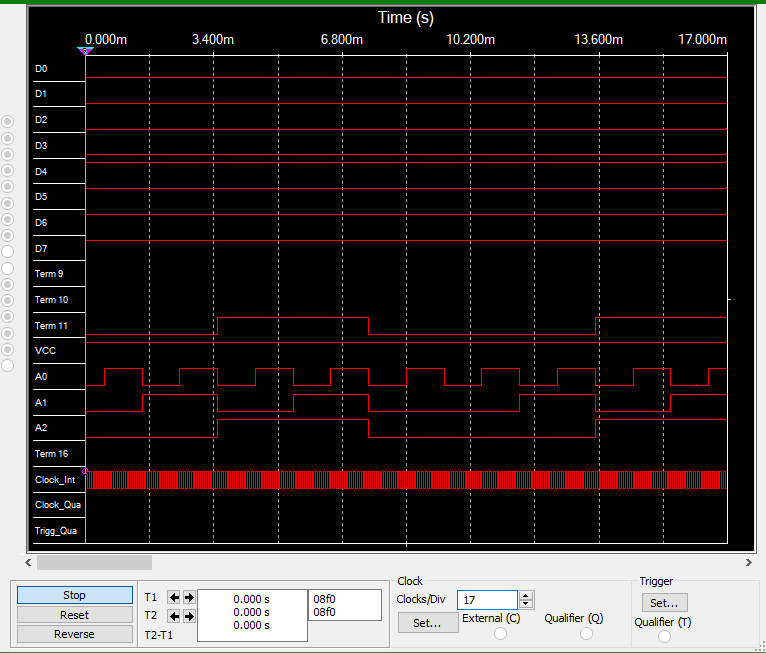 Time (s)
0.000m 3.400m 6.800m 10.200m 13.600m 17.000m
D0
D1
D2
D3
D4
D5
D6
D7
Term 9
Term 10
Term 11
VCC
A0
A1
A2
Term 16
Clock_Int
Clock_Qua
Trigg_Qua
Stop
Reset
Reverse
T1
T2
T2-T1
0.000 s
0.000 s
0.000 s
08f0
08f0
Clock
Clocks/Div 17
Set... External (C) Qualifier (Q)
Trigger
Set...
Qualifier (T)